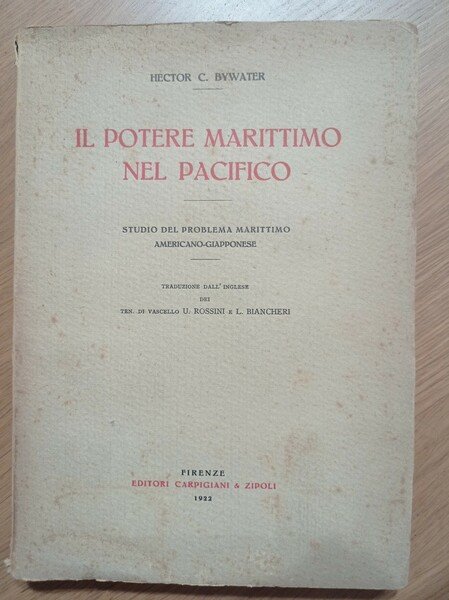 HECTOR C. BYWATER
IL POTERE MARITTIMO
NEL PACIFICO
STUDIO DEL PROBLEMA MARITTIMO
AMERICANO-GIAPPONESE
TRADUZIONE DALL'INGLESE
DEI
TEN. DI VASCELLO U. ROSSINI E L. BIANCHERI
FIRENZE
EDITORI CARPIGIANI & ZIPOLI
1922